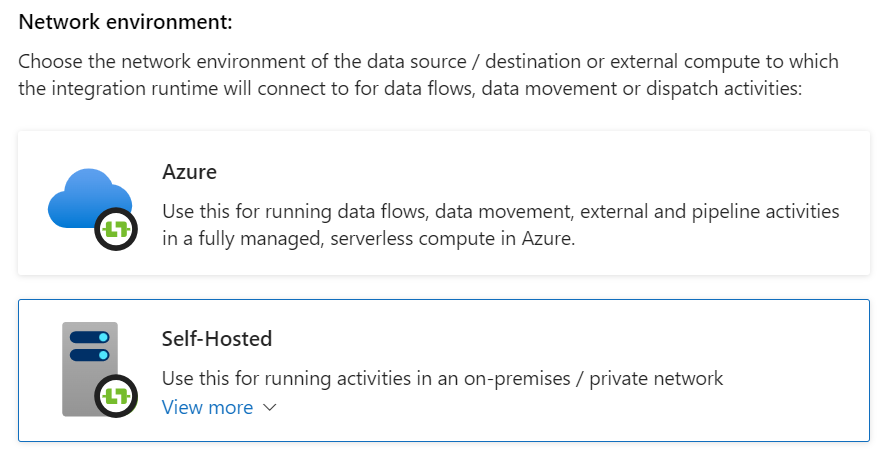 Network environment:
Choose the network environment of the data source / destination or external compute to which
the integration runtime will connect to for data flows, data movement or dispatch activities:
Azure
Use this for running data flows, data movement, external and pipeline activities
in a fully managed, serverless compute in Azure.
Self-Hosted
Use this for running activities in an on-premises / private network
View more